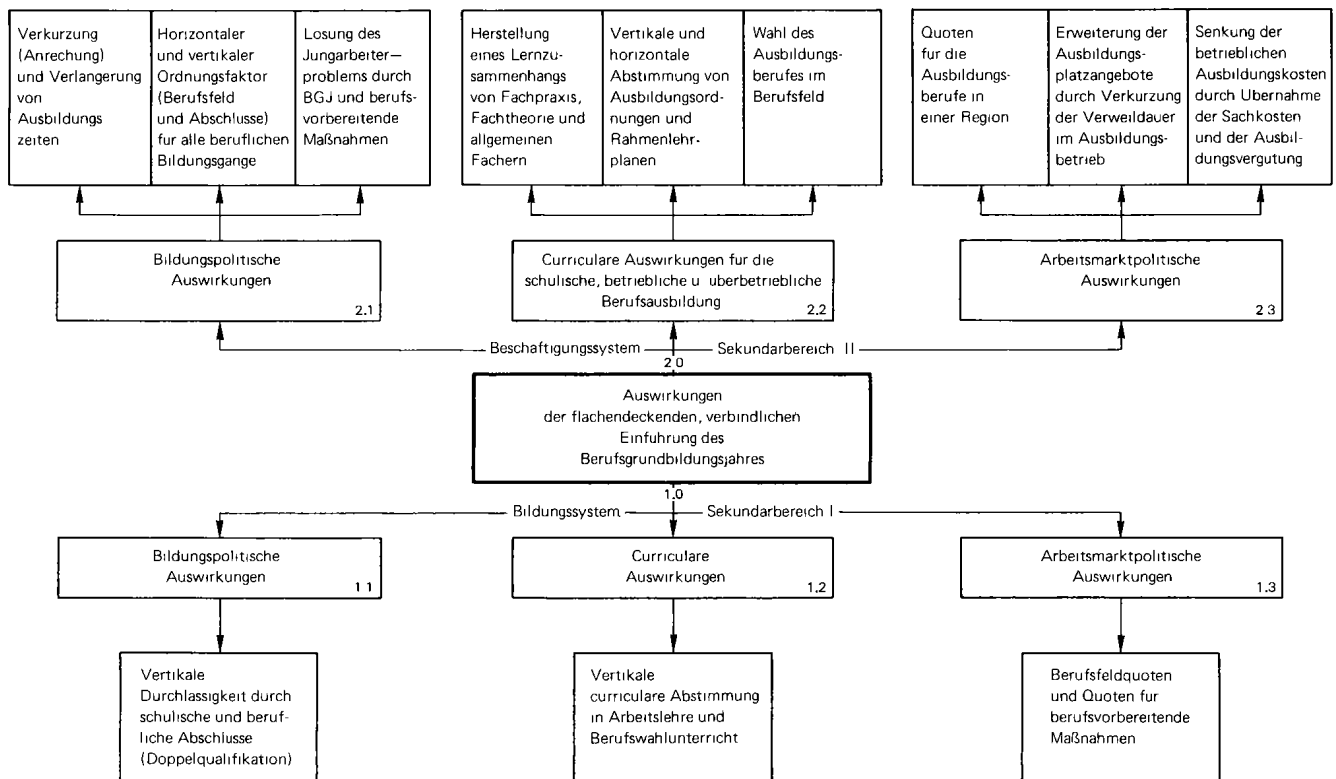 Verkurzung
(Anrechung)
und Verlangerung
von
Ausbildungs
zeiten
Horizontaler
und vertikaler
Ordnungsfaktor
(Berufsfeld
und Abschlusse)
fur alle beruflichen
Bildungsgange
Losung des
Jungarbeiter—
problems durch
BGJ und berufs-
vorbereitende
Maßnahmen
Herstellung
eines Lernzu-
sammenhangs
von Fachpraxis,
Fachtheorie und
allgemeinen
Fachern
Vertikale und
horizontale
Abstimmung von
Ausbildungsord-
nungen und
Rahmenlehr-
planen
Wahl des
Ausbildungs-
berufes im
Berufsfeld
Quoten
fur die
Ausbildungs-
berufe in
einer Region
Erweiterung der
Ausbildungs-
platzangebote
durch Verkurzung
der Verweildauer
im Ausbildungs-
betrieb
Senkung der
betrieblichen
Ausbildungskosten
durch Ubernahme
der Sachkosten
und der Ausbil-
dungsvergutung
Bildungspolitische
Auswirkungen
2.1
Curriculare Auswirkungen fur die
schulische, betriebliche u uberbetriebliche
Berufsausbildung
2.2
Arbeitsmarktpolitische
Auswirkungen
2 3
Beschaftigungssystem
Sekundarbereich II
2 0
Auswirkungen
der flachendeckenden, verbindlichen
Einfuhrung des
Berufsgrundbildungsjahres
1.0
Bildungssystem
Sekundarbereich I
Bildungspolitische
Auswirkungen
1 1
Curriculare
Auswirkungen
1.2
Arbeitsmarktpolitische
Auswirkungen
1.3
Vertikale
Durchlassigkeit durch
schulische und beruf-
liche Abschlusse
(Doppelqualifikation)
Vertikale
curriculare Abstimmung
in Arbeitslehre und
Berufswahlunterricht
Berufsfeldquoten
und Quoten fur
berufsvorbereitende
Maßnahmen